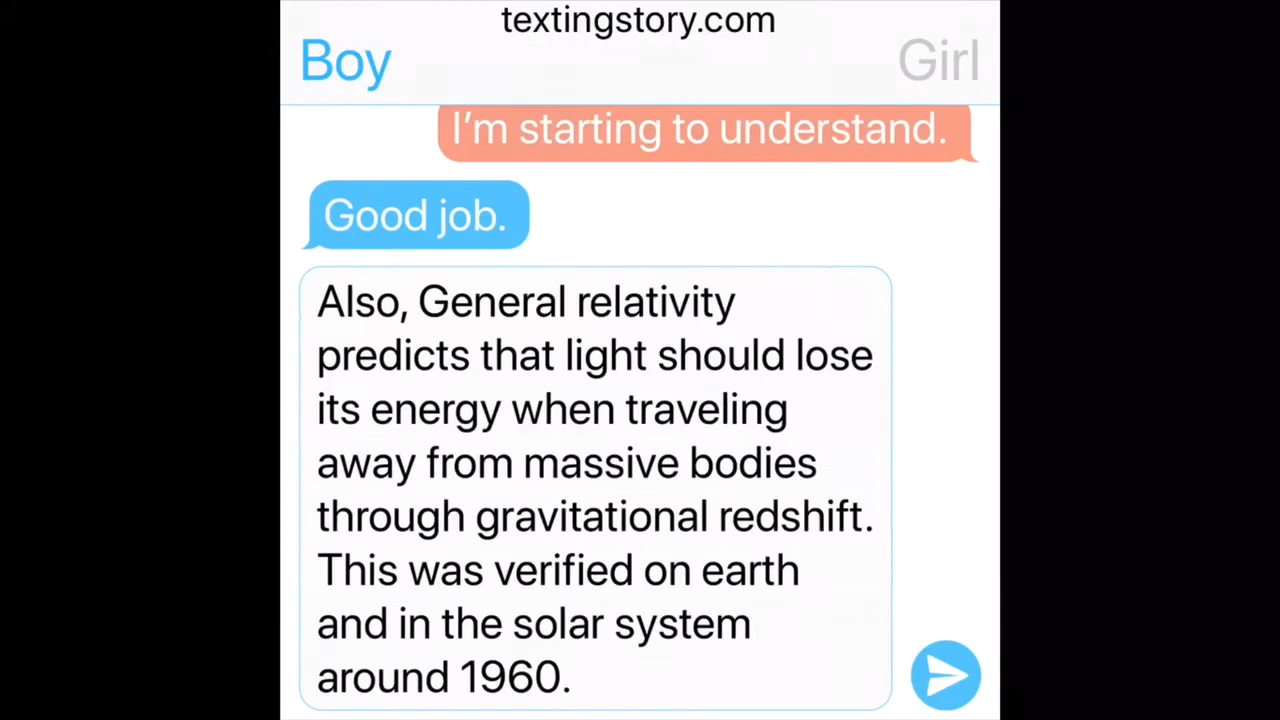 textingstory.com
Boy
Girl
I’m starting to understand.
Good job.
Also, General relativity
predicts that light should lose
its energy when traveling
away from massive bodies
through gravitational redshift.
This was verified on earth
and in the solar system
around 1960.